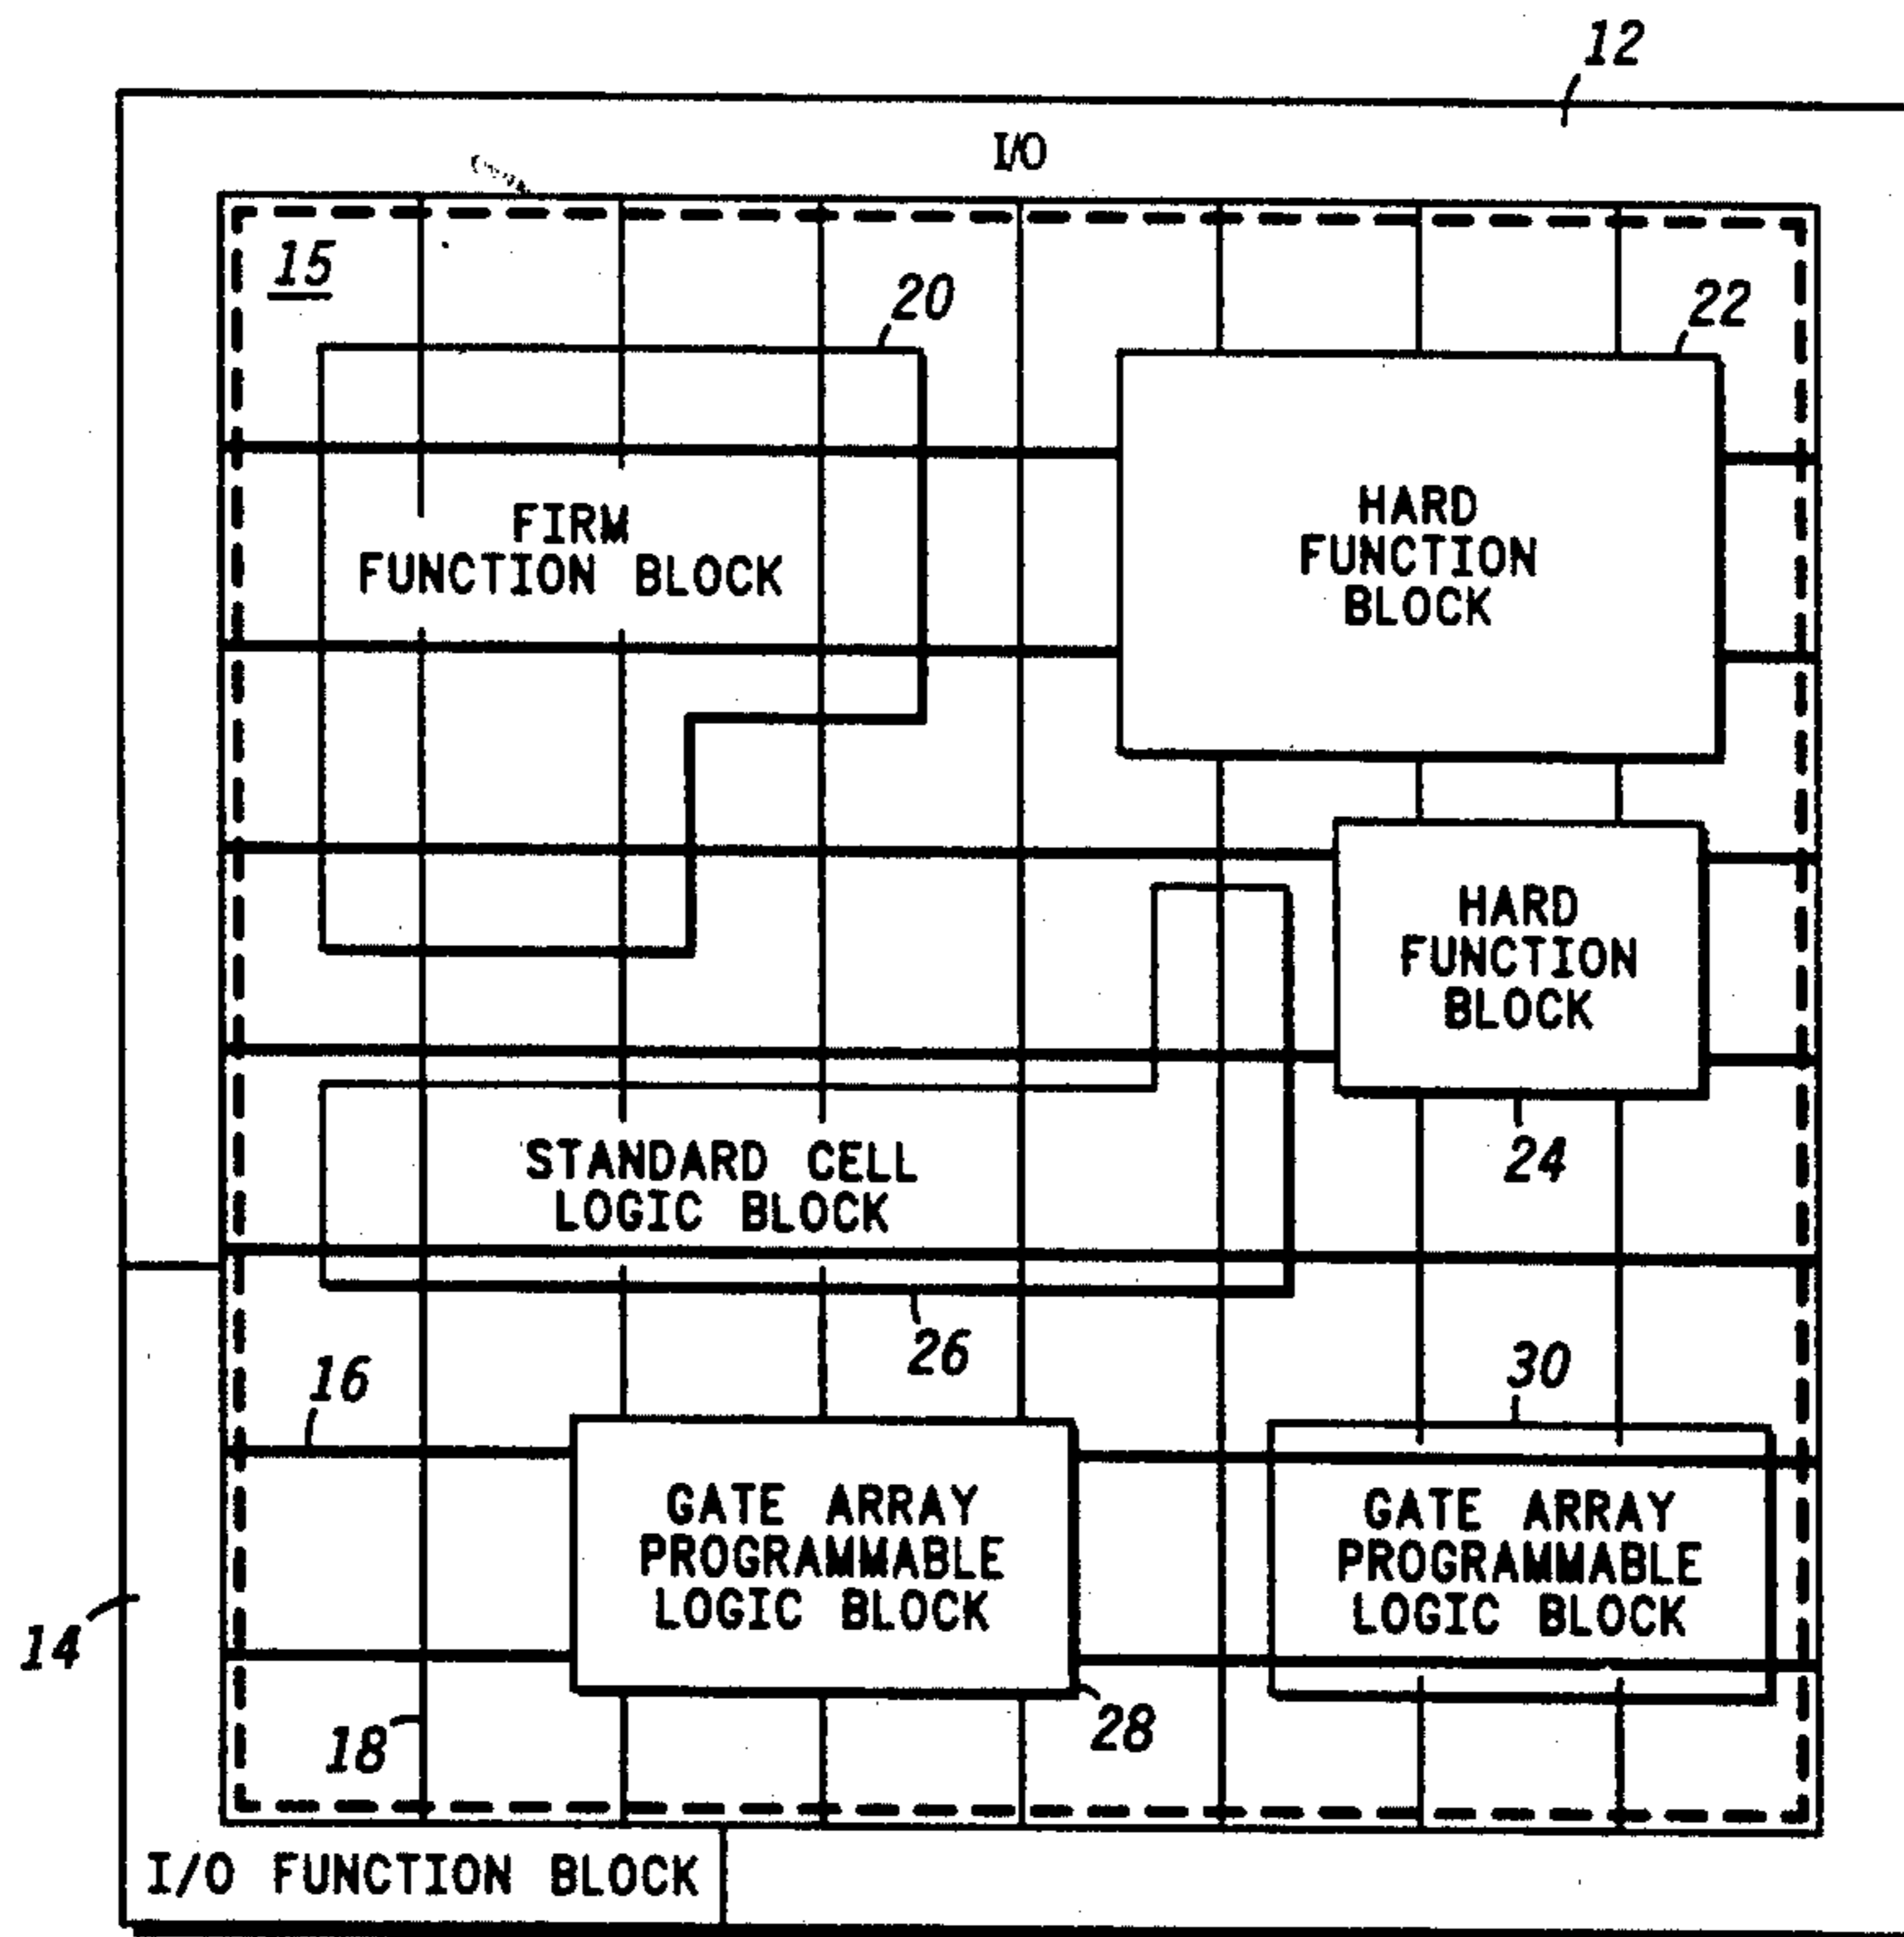 12
I/O
15
20
22
FIRM
FUNCTION BLOCK
HARD
FUNCTION
BLOCK
HARD
FUNCTION
BLOCK
24
STANDARD CELL
LOGIC BLOCK
26
16
30
GATE ARRAY
PROGRAMMABLE
LOGIC BLOCK
GATE ARRAY
PROGRAMMABLE
LOGIC BLOCK
14
18
28
I/O FUNCTION BLOCK